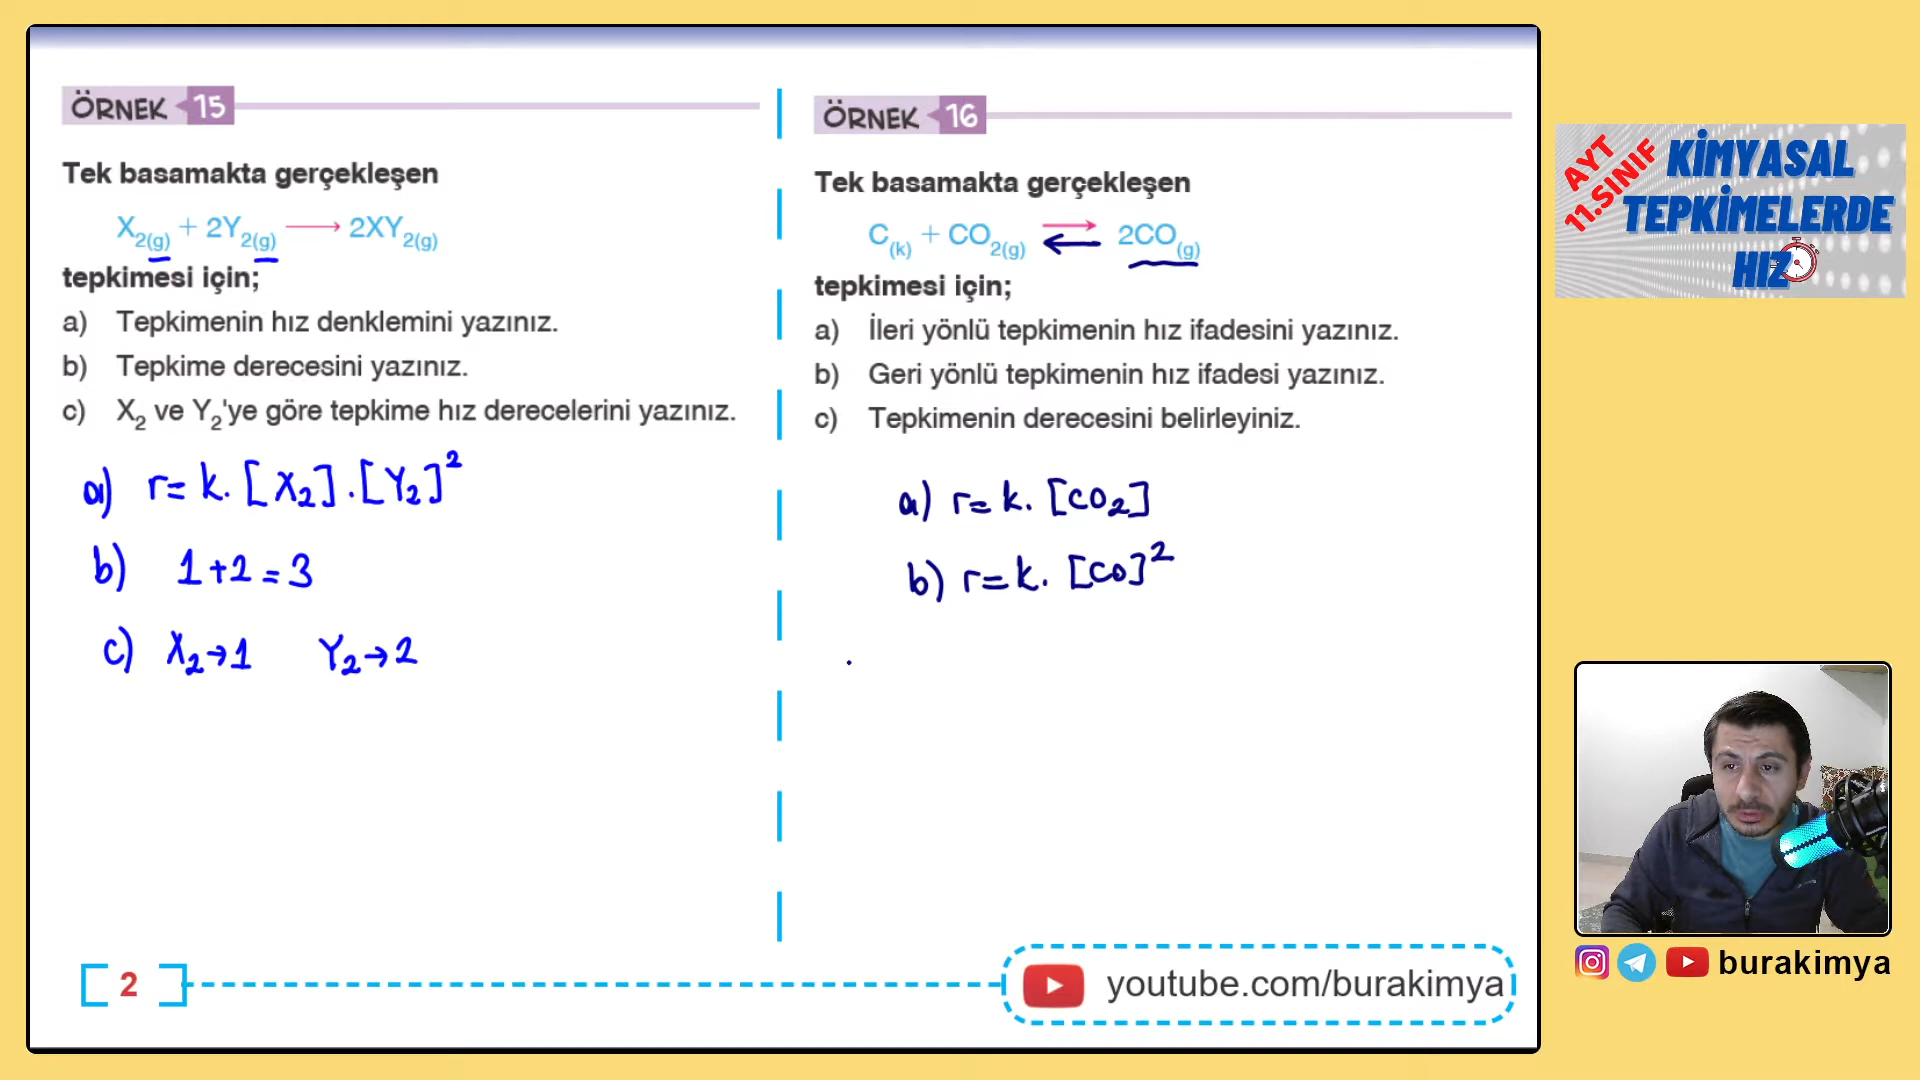 ÖRNEK 15
Tek basamakta gerçekleşen
X₂(g) + 2Y₂(g) ⟶ 2XY₂(g)
tepkimesi için;
a) Tepkimenin hız denklemini yazınız.
b) Tepkime derecesini yazınız.
c) X₂ ve Y₂'ye göre tepkime hız derecelerini yazınız.
a) r= k. [X₂] . [Y₂]²
b) 1+2=3
c) X₂→1 Y₂→2
ÖRNEK 16
Tek basamakta gerçekleşen
C(k) + CO₂(g) ⇄ 2CO(g)
tepkimesi için;
a) İleri yönlü tepkimenin hız ifadesini yazınız.
b) Geri yönlü tepkimenin hız ifadesi yazınız.
c) Tepkimenin derecesini belirleyiniz.
a) r= k. [CO₂]
b) r= k. [CO]²
2
youtube.com/burakimya
AYT
11.SINIF
KİMYASAL
TEPKİMELERDE
HIZ
burakimya